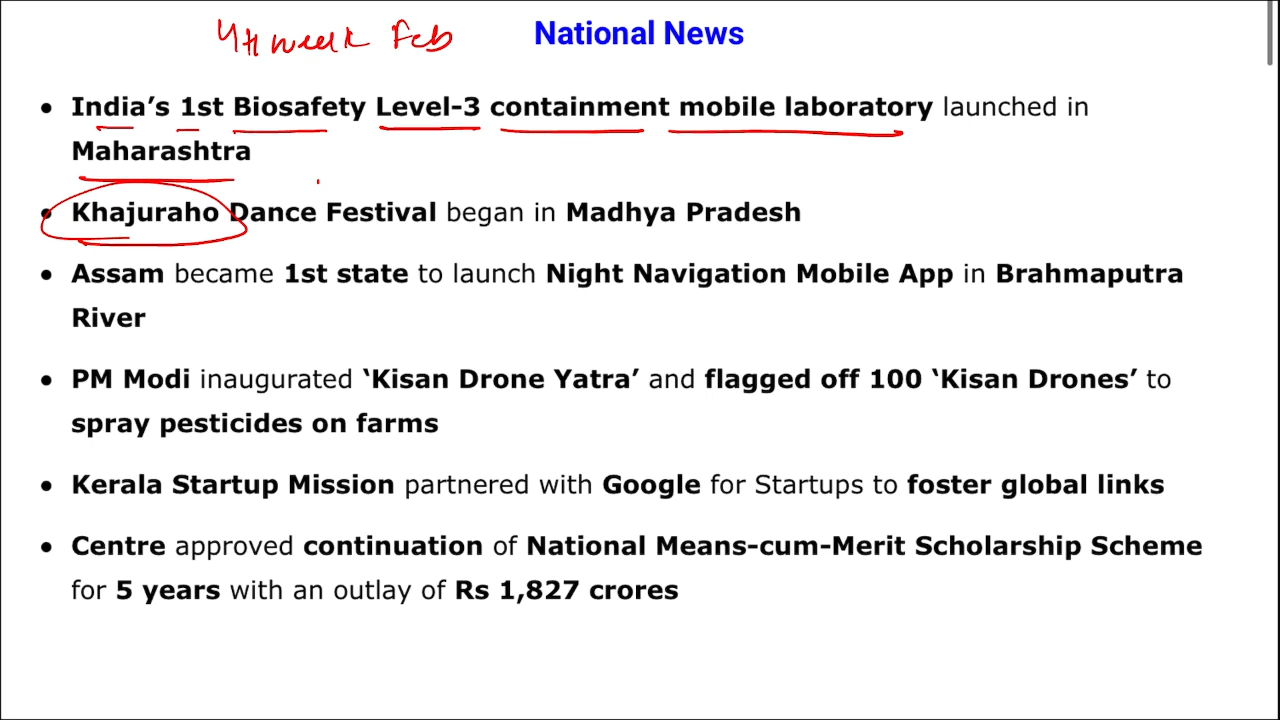 4th week Feb National News
• India’s 1st Biosafety Level-3 containment mobile laboratory launched in
Maharashtra
• Khajuraho Dance Festival began in Madhya Pradesh
• Assam became 1st state to launch Night Navigation Mobile App in Brahmaputra
River
• PM Modi inaugurated ‘Kisan Drone Yatra’ and flagged off 100 ‘Kisan Drones’ to
spray pesticides on farms
• Kerala Startup Mission partnered with Google for Startups to foster global links
• Centre approved continuation of National Means-cum-Merit Scholarship Scheme
for 5 years with an outlay of Rs 1,827 crores